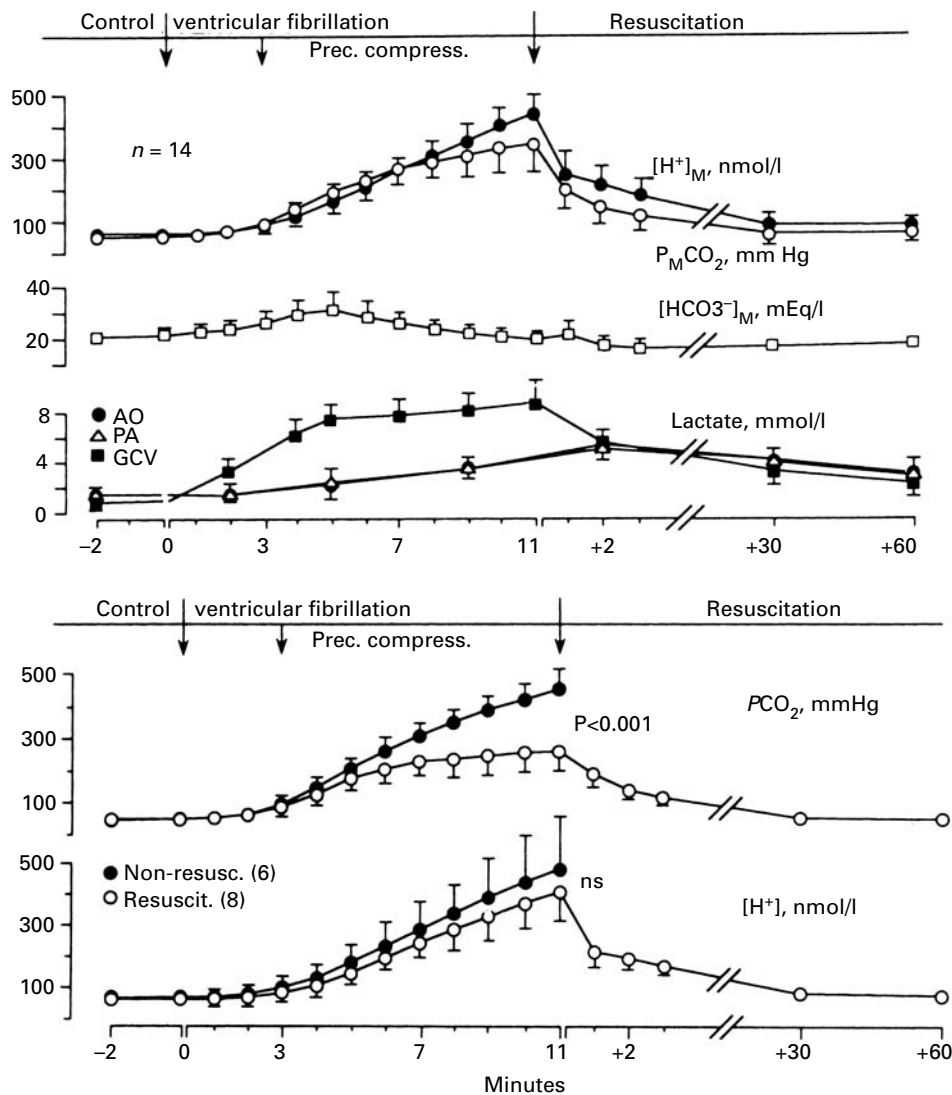 Control ventricular fibrillation Resuscitation
Prec. compress.
500
300
100
n = 14
[H+]M, nmol/l
PMCO2, mm Hg
40
20
[HCO3–]M, mEq/l
8
4
0
AO
PA
GCV
Lactate, mmol/l
–2 0 3 7 11 +2 +30 +60
Control ventricular fibrillation Resuscitation
Prec. compress.
500
300
100
PCO2, mmHg
P<0.001
500
300
100
Non-resusc. (6)
Resuscit. (8)
ns
[H+], nmol/l
–2 0 3 7 11 +2 +30 +60
Minutes